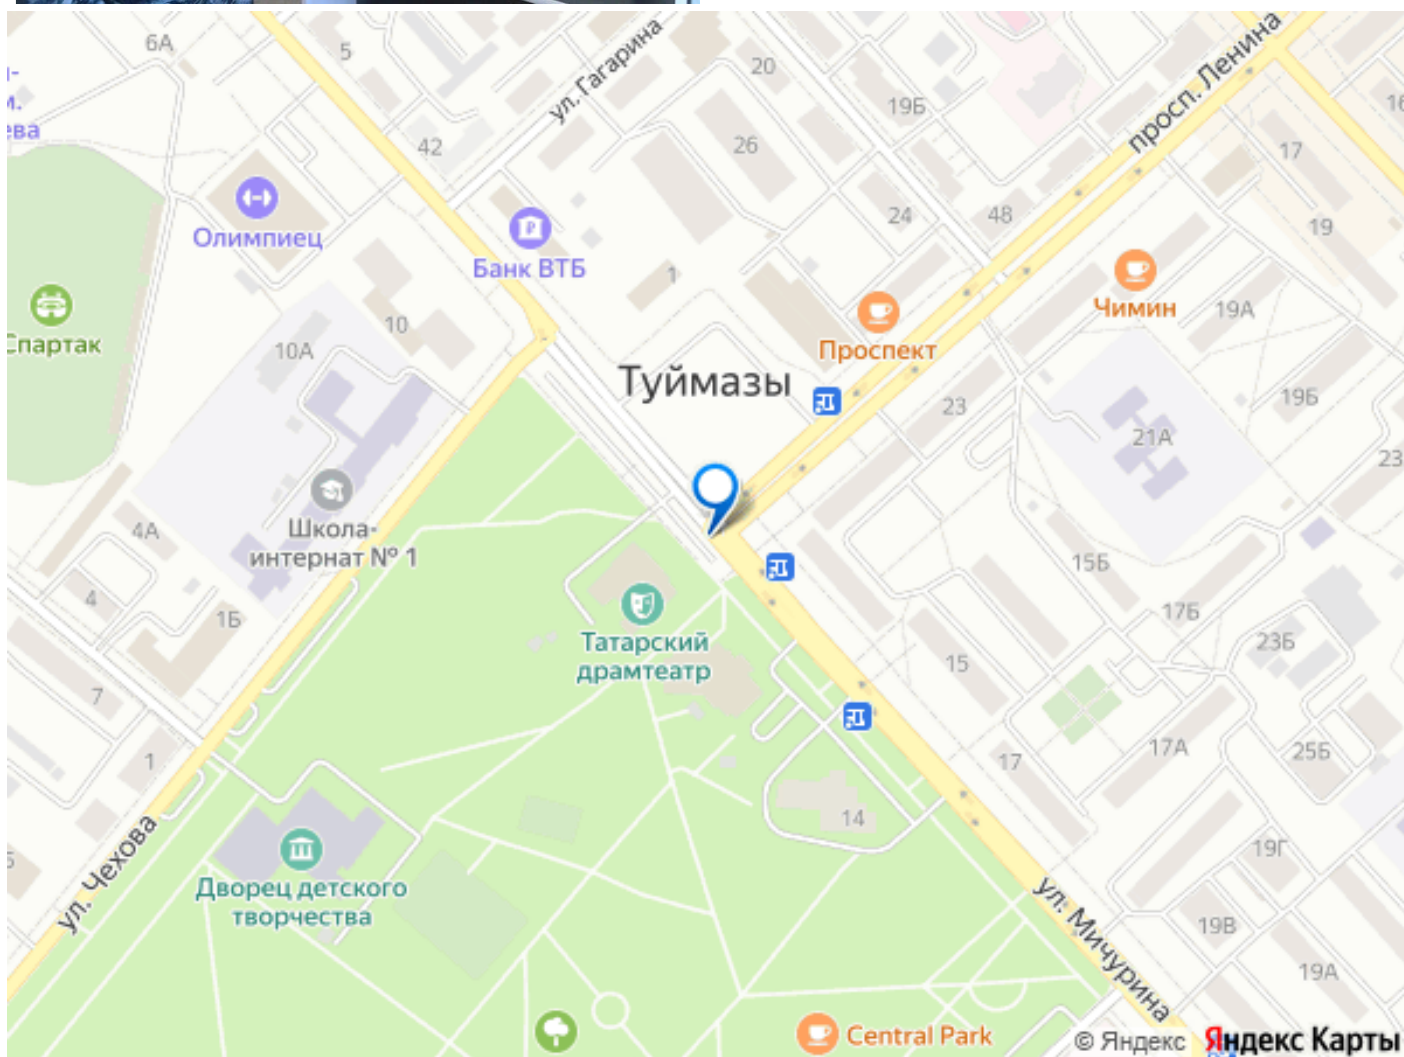 6А
5
ул. Гагарина
20
просп. Ленина
19Б
16
42
26
17
Олимпиец
24
48
19
Банк ВТБ
1
Чимин
19А
Спартак
10
10А
Проспект
Туймазы
23
19Б
21А
23
Школа-
интернат № 1
4А
15Б
4
1Б
17Б
23Б
Татарский
драмтеатр
15
7
17А
25Б
1
17
14
19Г
ул. Чехова
Дворец детского
творчества
ул. Мичурина
19В
19А
Central Park
© Яндекс Яндекс Карты